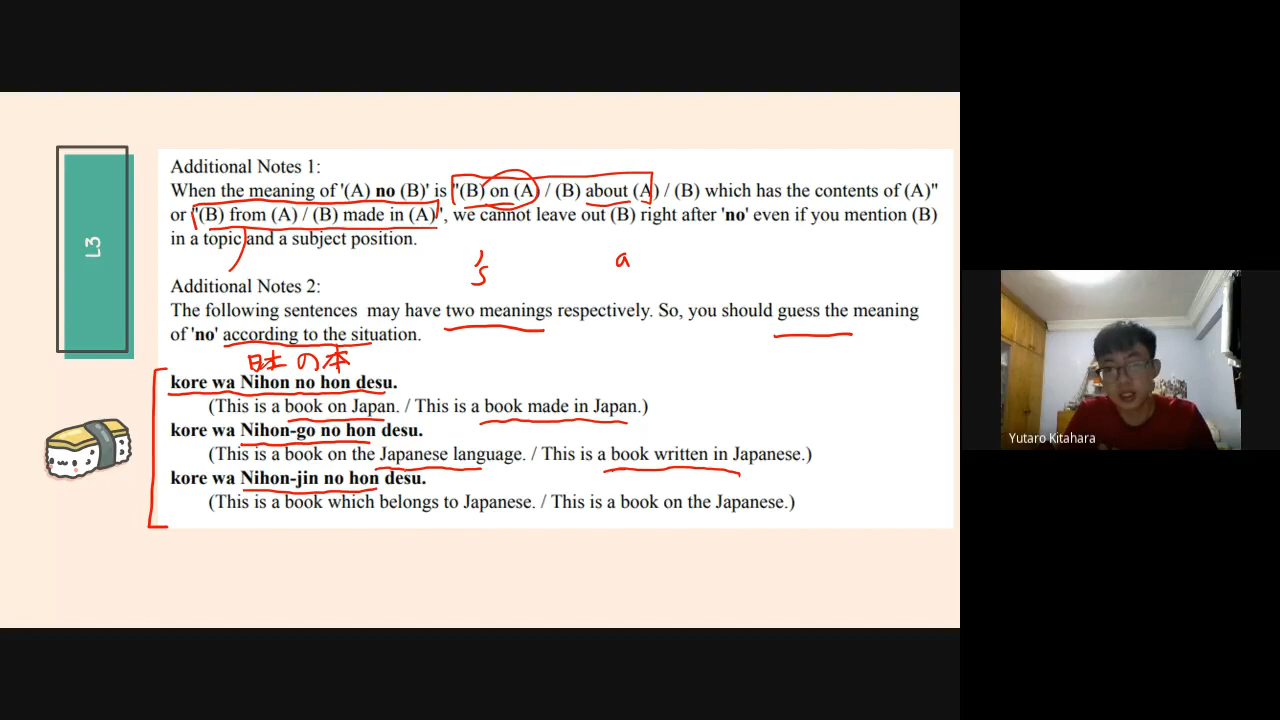 L3
Additional Notes 1:
When the meaning of '(A) no (B)' is "(B) on (A) / (B) about (A) / (B) which has the contents of (A)"
or "(B) from (A) / (B) made in (A)", we cannot leave out (B) right after 'no' even if you mention (B)
in a topic and a subject position.
's
a
Additional Notes 2:
The following sentences may have two meanings respectively. So, you should guess the meaning
of 'no' according to the situation.
日本の本
kore wa Nihon no hon desu.
(This is a book on Japan. / This is a book made in Japan.)
kore wa Nihon-go no hon desu.
(This is a book on the Japanese language. / This is a book written in Japanese.)
kore wa Nihon-jin no hon desu.
(This is a book which belongs to Japanese. / This is a book on the Japanese.)
Yutaro Kitahara